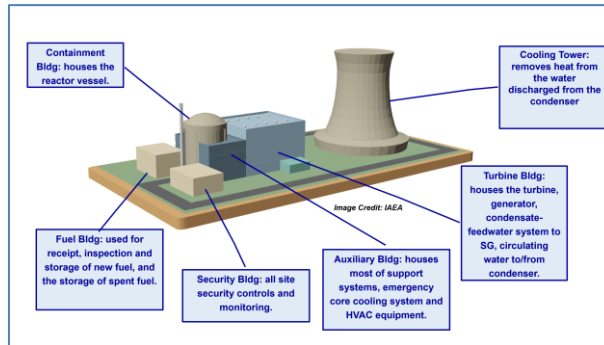 Containment
Bldg: houses the
reactor vessel.
Cooling Tower:
removes heat from
the water
discharged from the
condenser
Image Credit: IAEA
Turbine Bldg:
houses the turbine,
generator,
condensate-
feedwater system to
SG, circulating
water to/from
condenser.
Fuel Bldg: used for
receipt, inspection and
storage of new fuel, and
the storage of spent fuel.
Security Bldg: all site
security controls and
monitoring.
Auxiliary Bldg: houses
most of support
systems, emergency
core cooling system and
HVAC equipment.